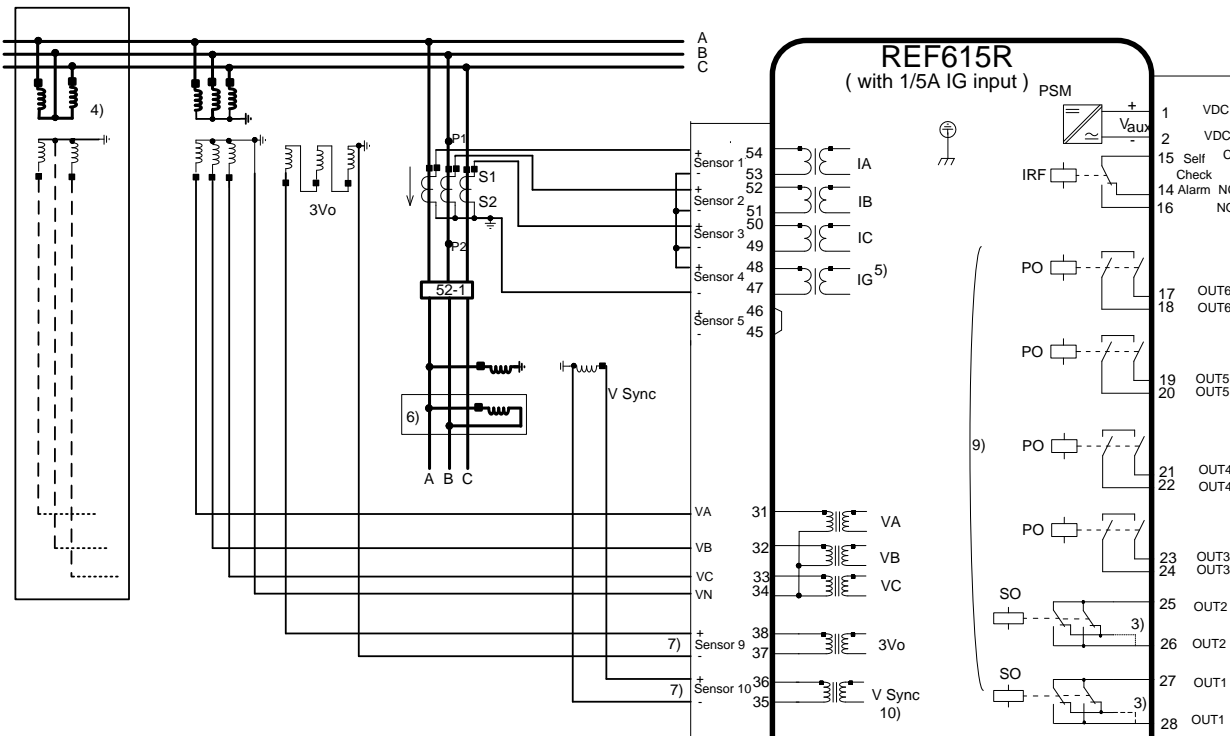 A
B
C
REF615R
( with 1/5A IG input )
PSM
4)
3Vo
P1
S1
S2
P2
52-1
6)
V Sync
A B C
+
Sensor 1
-
+
Sensor 2
-
+
Sensor 3
-
+
Sensor 4
-
+
Sensor 5
-
54
53
52
51
50
49
48
47
46
45
IA
IB
IC
IG 5)
VA 31
VB 32
VC 33
VN 34
VA
VB
VC
7) + Sensor 9 -
38
37
3Vo
7) + Sensor 10 -
36
35
V Sync
10)
9)
+
Vaux
-
1 VDC
2 VDC
IRF
15 Self
Check
14 Alarm
16
PO
17 OUT6
18 OUT6
PO
19 OUT5
20 OUT5
PO
21 OUT4
22 OUT4
PO
23 OUT3
24 OUT3
SO
3)
25 OUT2
26 OUT2
SO
3)
27 OUT1
28 OUT1